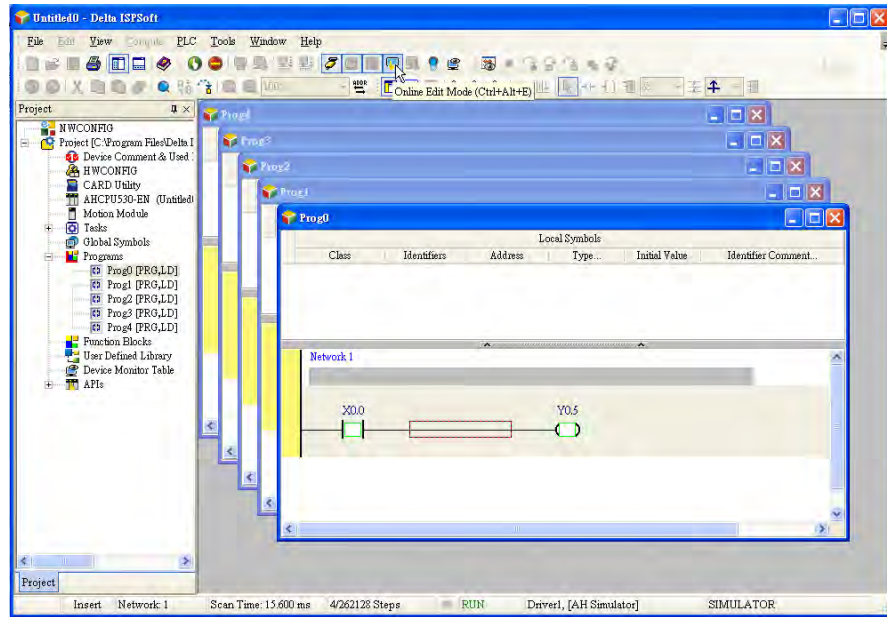 Untitled0 - Delta ISPSoft
File Edit View Compile PLC Tools Window Help
Online Edit Mode (Ctrl+Alt+E)
Project
NWCONFIG
Project [C:\Program Files\Delta I
Device Comment & Used
HWCONFIG
CARD Utility
AHCPU530-EN (Untitled
Motion Module
Tasks
Global Symbols
Programs
Prog0 [PRG,LD]
Prog1 [PRG,LD]
Prog2 [PRG,LD]
Prog3 [PRG,LD]
Prog4 [PRG,LD]
Function Blocks
User Defined Library
Device Monitor Table
APIs
Project
Prog4
Prog3
Prog2
Prog1
Prog0
Local Symbols
Class Identifiers Address Type... Initial Value Identifier Comment...
Network 1
X0.0 Y0.5
Insert Network: 1 Scan Time: 15.600 ms 4/262128 Steps RUN Driver1, [AH Simulator] SIMULATOR